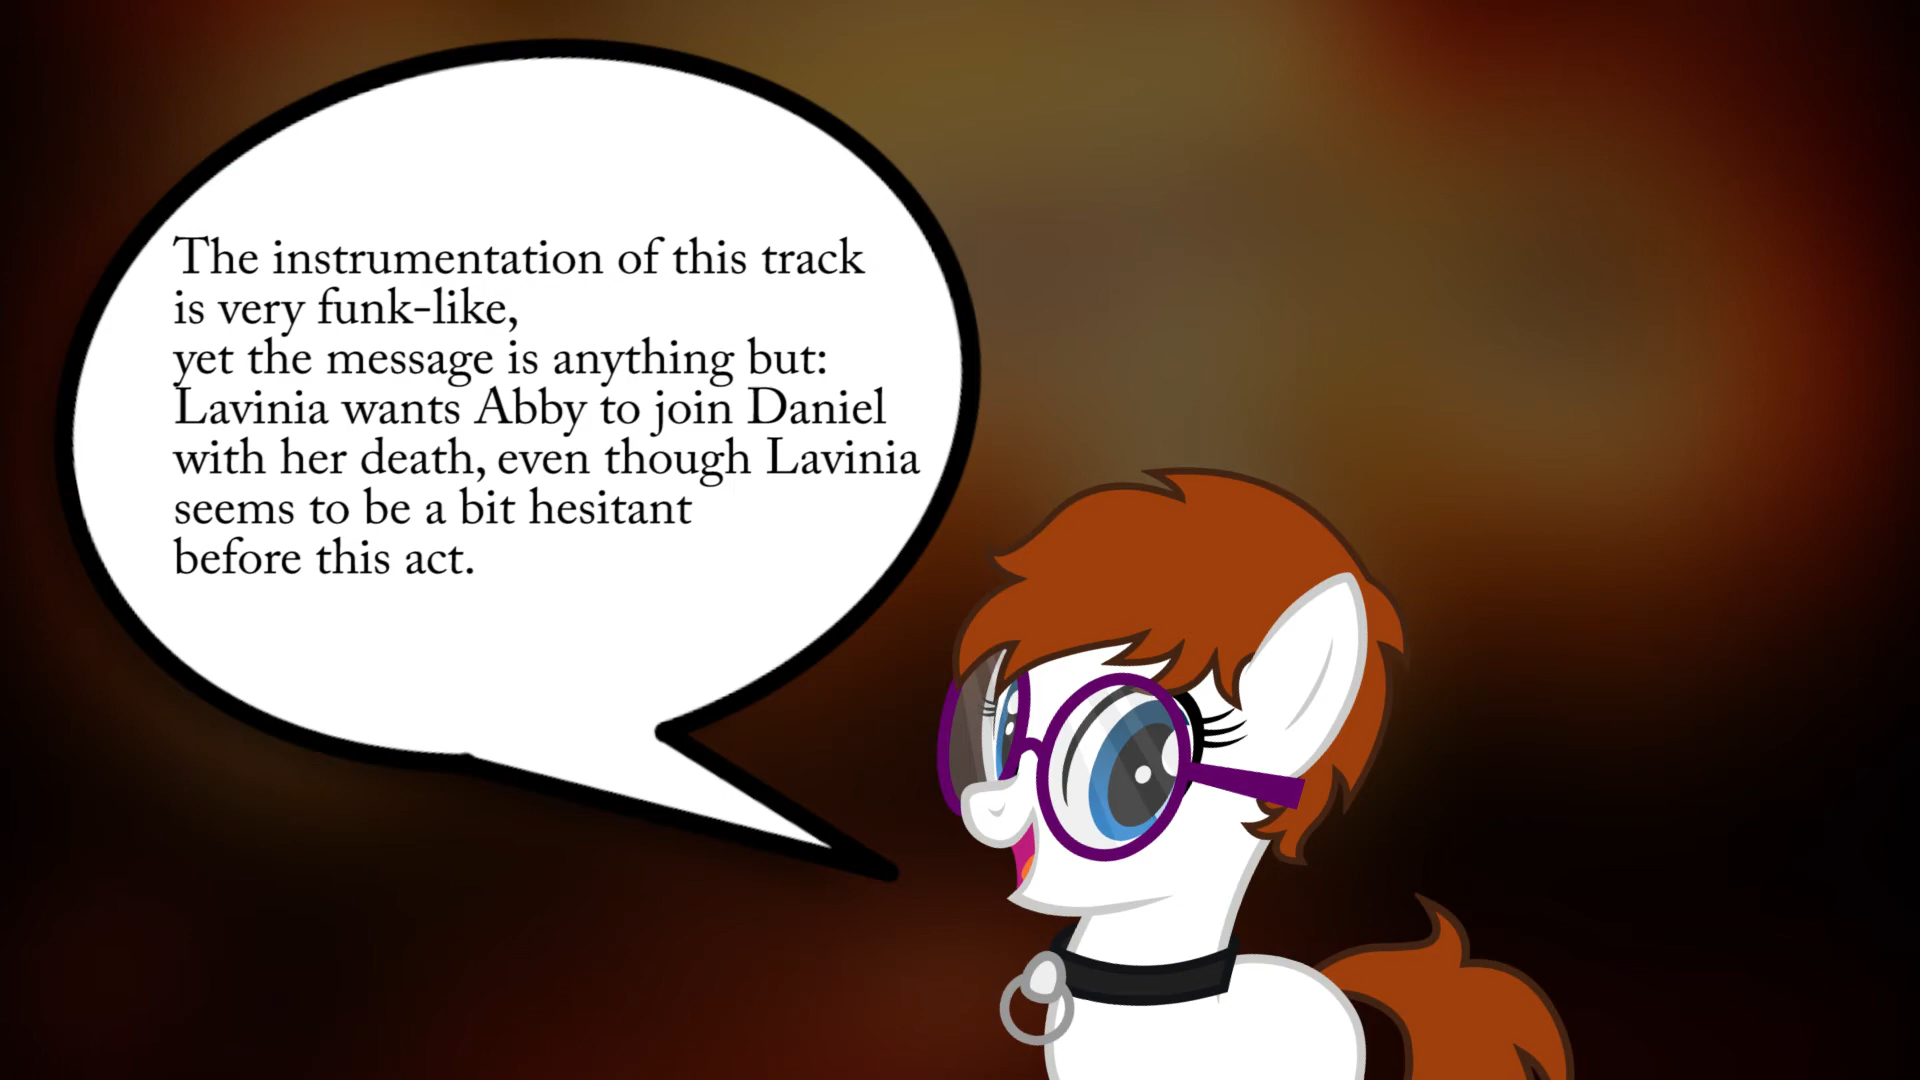 The instrumentation of this track
is very funk-like,
yet the message is anything but:
Lavinia wants Abby to join Daniel
with her death, even though Lavinia
seems to be a bit hesitant
before this act.